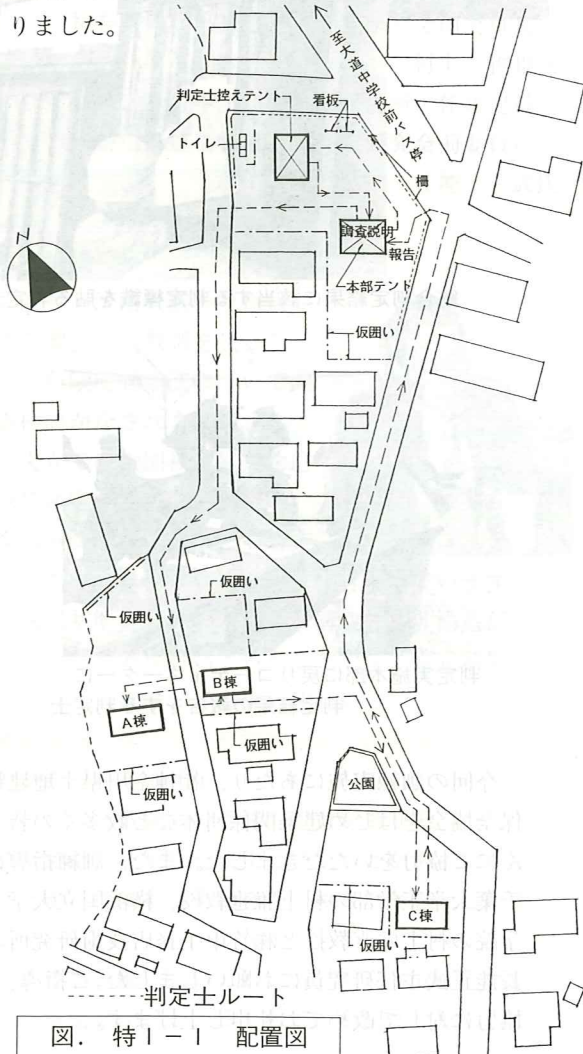 りました。
至大道中学校前バス停
判定士控えテント
看板
トイレ
柵
調査説明
報告
本部テント
仮囲い
N
仮囲い
仮囲い
B棟
A棟
仮囲い
仮囲い
公園
C棟
仮囲い
判定士ルート
図. 特1-1 配置図